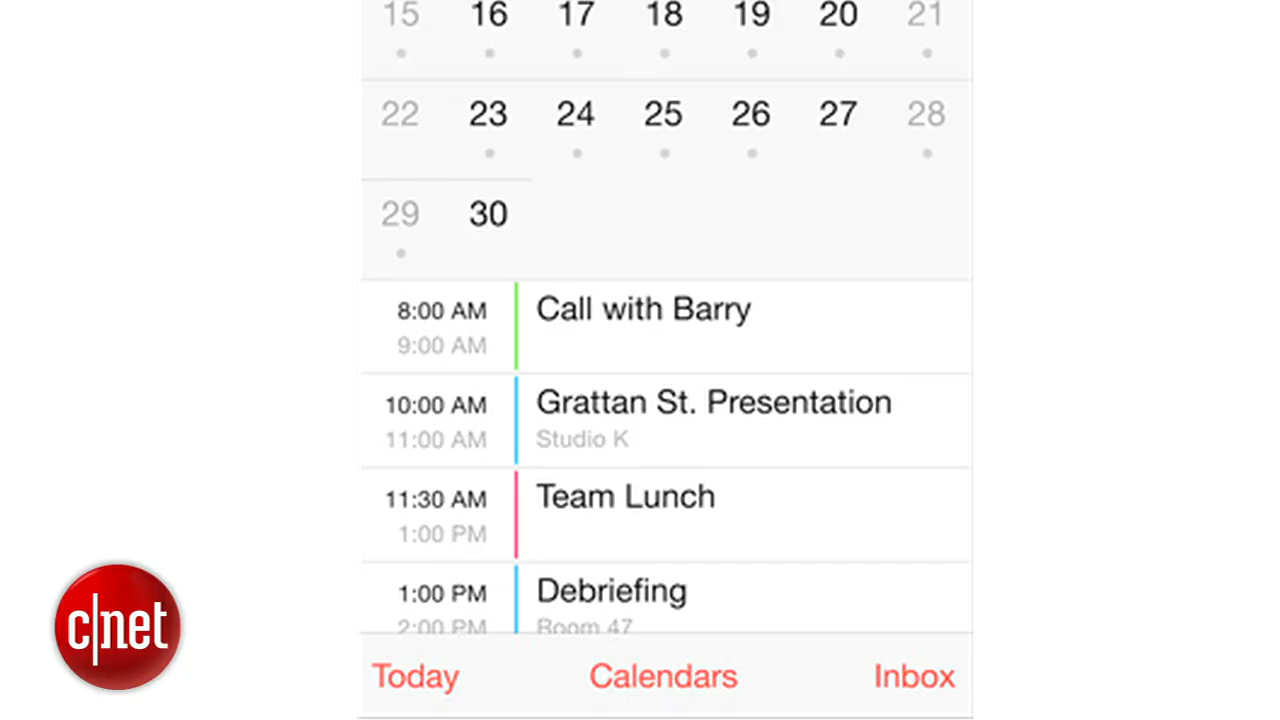 15 16 17 18 19 20 21
22 23 24 25 26 27 28
29 30
8:00 AM Call with Barry
9:00 AM
10:00 AM Grattan St. Presentation
11:00 AM Studio K
11:30 AM Team Lunch
1:00 PM
1:00 PM Debriefing
2:00 PM Room 47
Today Calendars Inbox
c|net